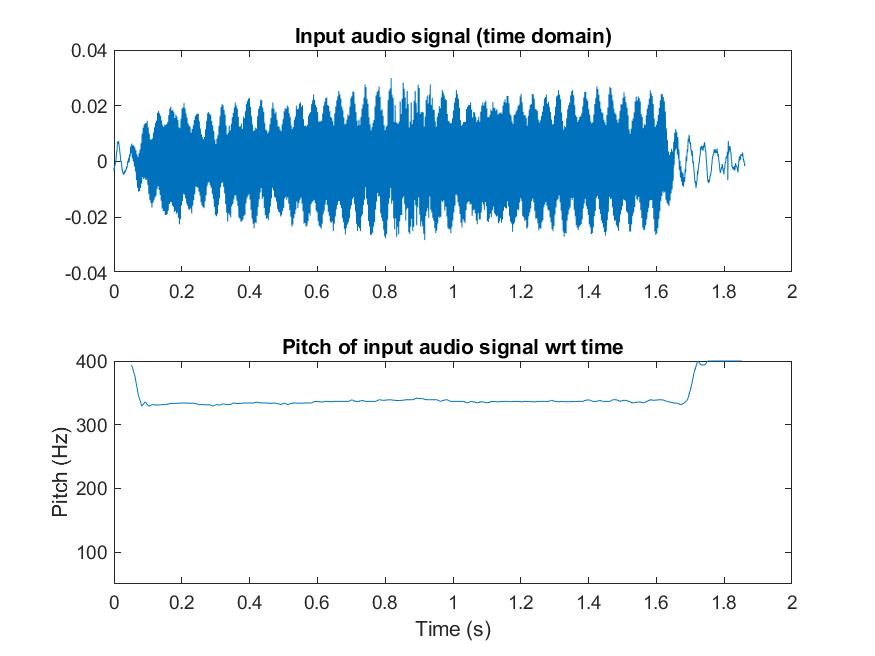 Input audio signal (time domain)
0.04
0.02
0
-0.02
-0.04
0 0.2 0.4 0.6 0.8 1 1.2 1.4 1.6 1.8 2
Pitch of input audio signal wrt time
400
300
200
100
Pitch (Hz)
0 0.2 0.4 0.6 0.8 1 1.2 1.4 1.6 1.8 2
Time (s)